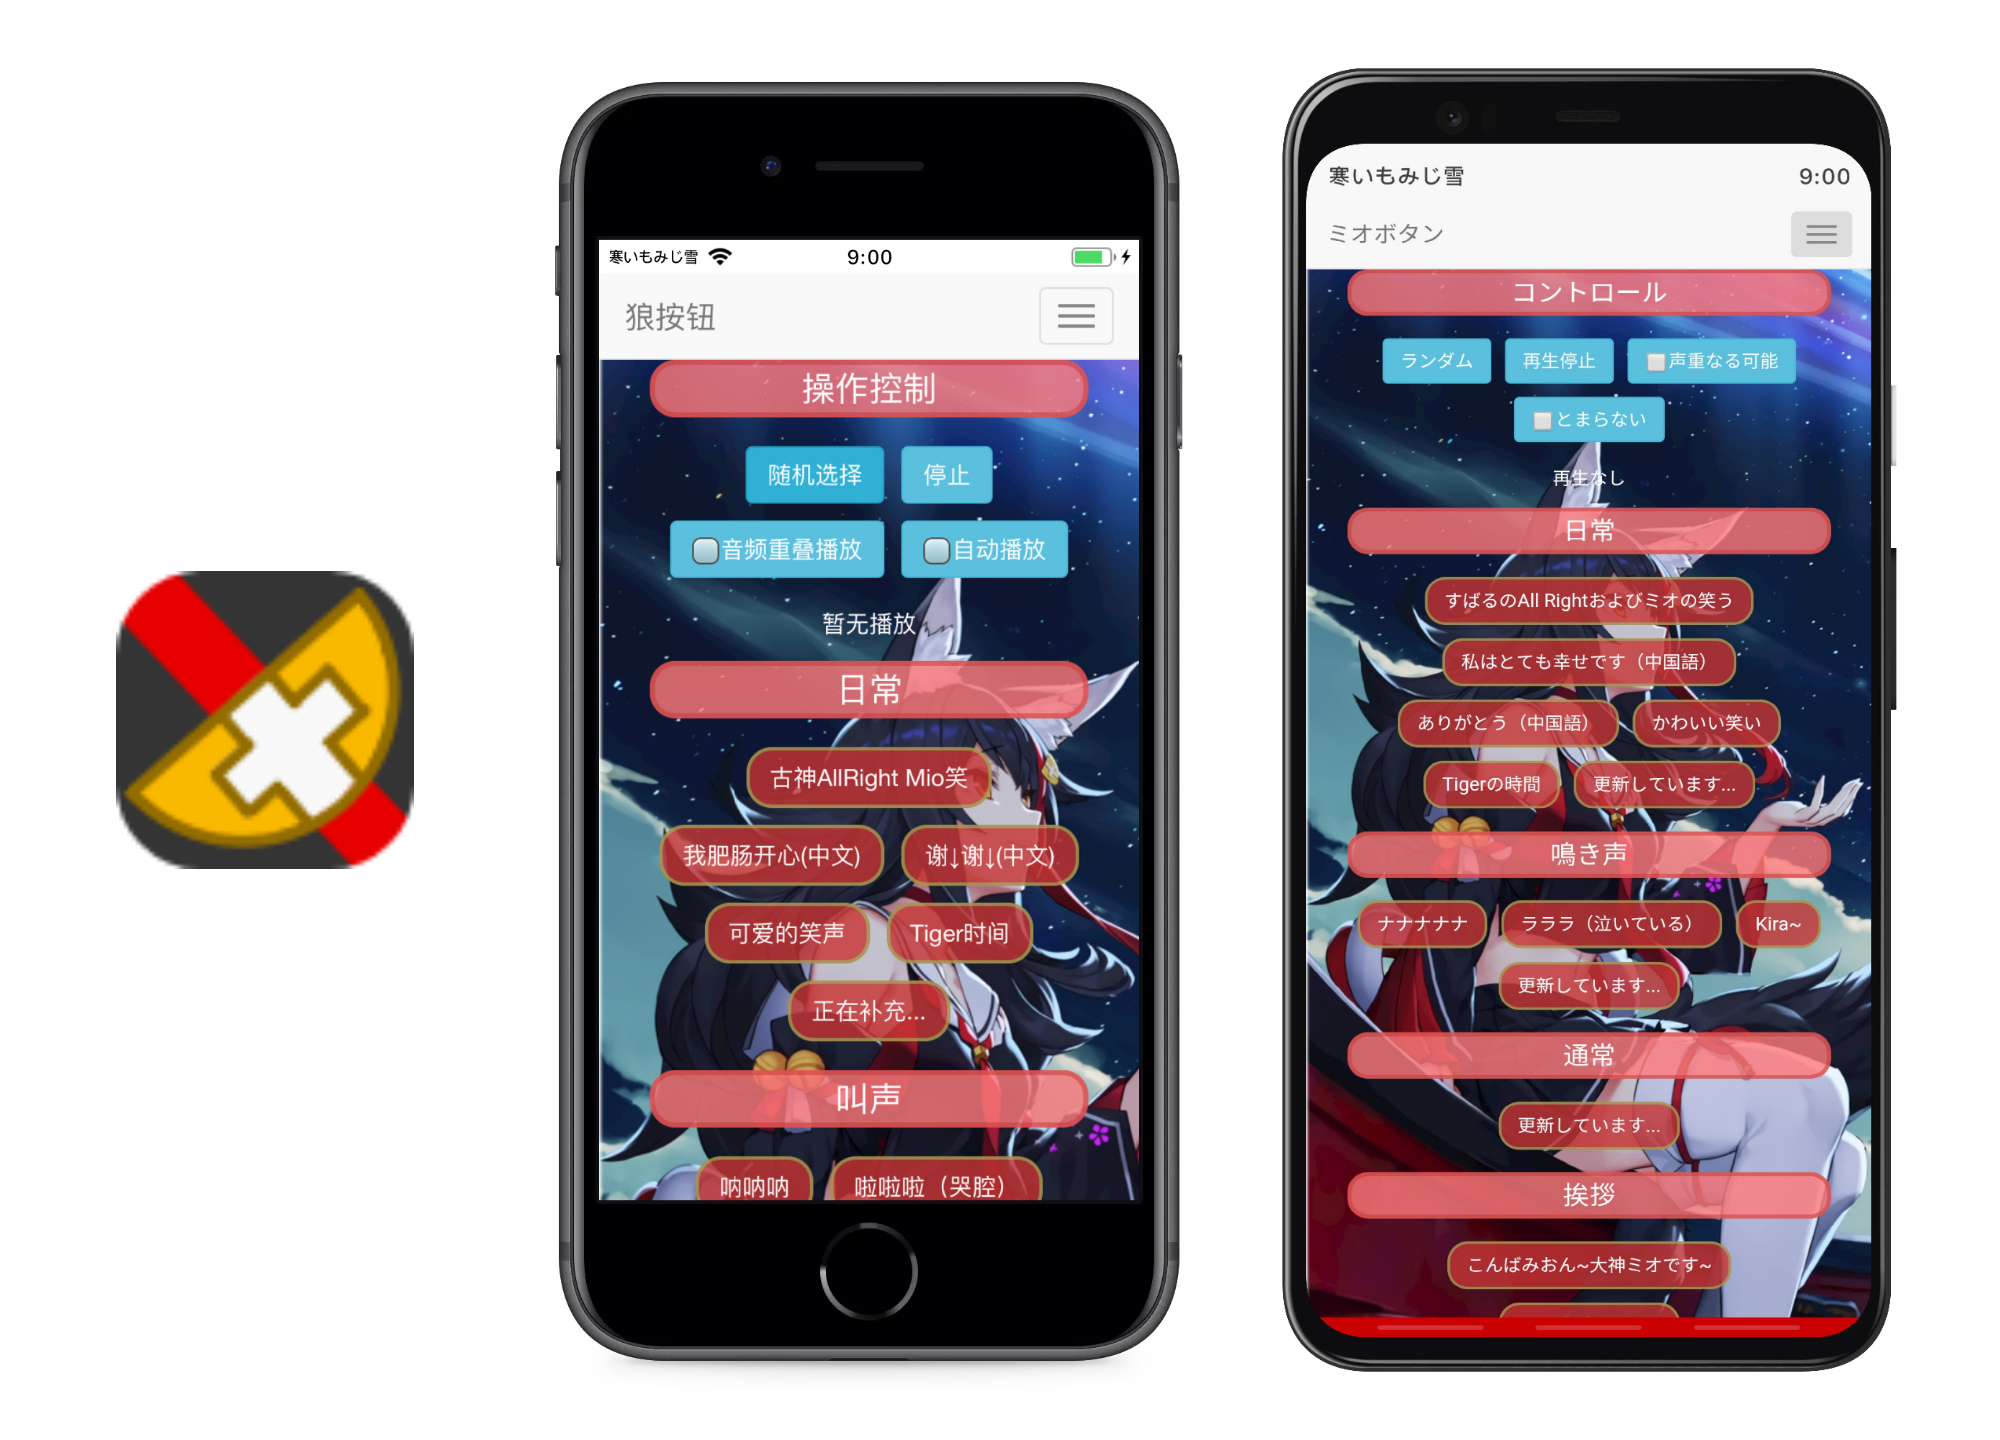 寒いもみじ雪 9:00
狼按钮
操作控制
随机选择 停止
音频重叠播放 自动播放
暂无播放
日常
古神AllRight Mio笑
我肥肠开心(中文) 谢↓谢↓(中文)
可爱的笑声 Tiger时间
正在补充...
叫声
呐呐呐 啦啦啦（哭腔）
寒いもみじ雪 9:00
ミオボタン
コントロール
ランダム 再生停止 声重なる可能
とまらない
再生なし
日常
すばるのAll Rightおよびミオの笑う
私はとても幸せです（中国語）
ありがとう（中国語） かわいい笑い
Tigerの時間 更新しています...
鳴き声
ナナナナナ ラララ（泣いている） Kira~
更新しています...
通常
更新しています...
挨拶
こんばみおん~大神ミオです~